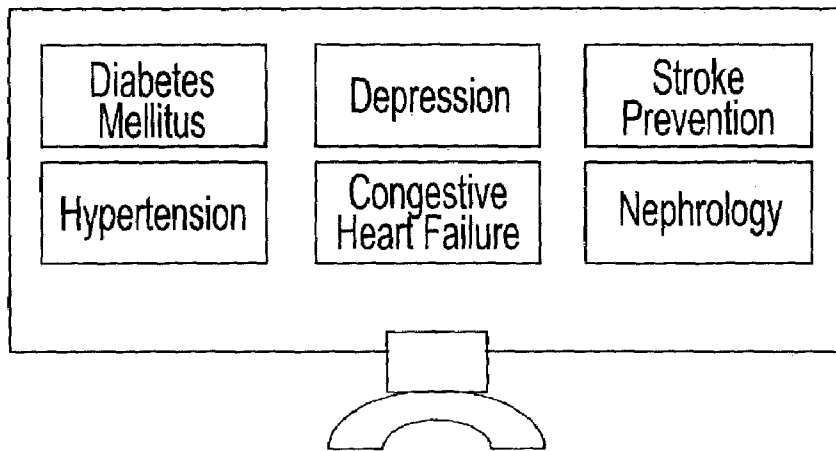 Diabetes
Mellitus
Depression
Stroke
Prevention
Hypertension
Congestive
Heart Failure
Nephrology